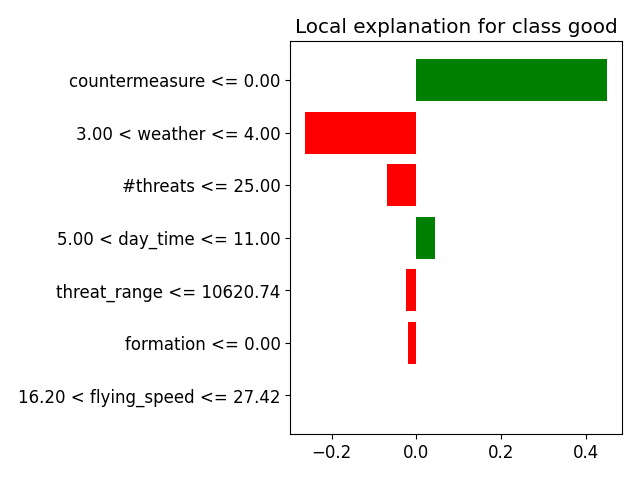 Local explanation for class good
countermeasure <= 0.00
3.00 < weather <= 4.00
#threats <= 25.00
5.00 < day_time <= 11.00
threat_range <= 10620.74
formation <= 0.00
16.20 < flying_speed <= 27.42
−0.2 0.0 0.2 0.4